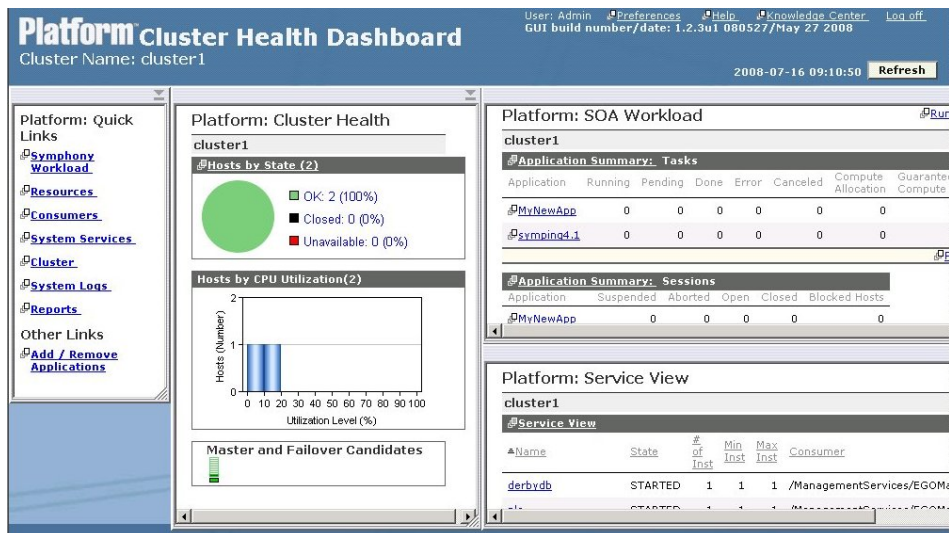 Platform Cluster Health Dashboard
Cluster Name: cluster1
User: Admin Preferences Help Knowledge Center Log off
GUI build number/date: 1.2.3u1 080527/May 27 2008
2008-07-16 09:10:50 Refresh
Platform: Quick
Links
Symphony
Workload
Resources
Consumers
System Services
Cluster
System Logs
Reports
Other Links
Add / Remove
Applications
Platform: Cluster Health
cluster1
Hosts by State (2)
OK: 2 (100%)
Closed: 0 (0%)
Unavailable: 0 (0%)
Hosts by CPU Utilization(2)
Hosts (Number)
2
1
0
0 10 20 30 40 50 60 70 80 90 100
Utilization Level (%)
Master and Failover Candidates
Platform: SOA Workload
Run
cluster1
Application Summary: Tasks
Application Running Pending Done Error Canceled Compute Allocation Guarantee Compute
MyNewApp 0 0 0 0 0 0
symping4.1 0 0 0 0 0 0
Application Summary: Sessions
Application Suspended Aborted Open Closed Blocked Hosts
MyNewApp 0 0 0 0 0
Platform: Service View
cluster1
Service View
Name State # of Inst Min Inst Max Inst Consumer
derbydb STARTED 1 1 1 /ManagementServices/EGOMa